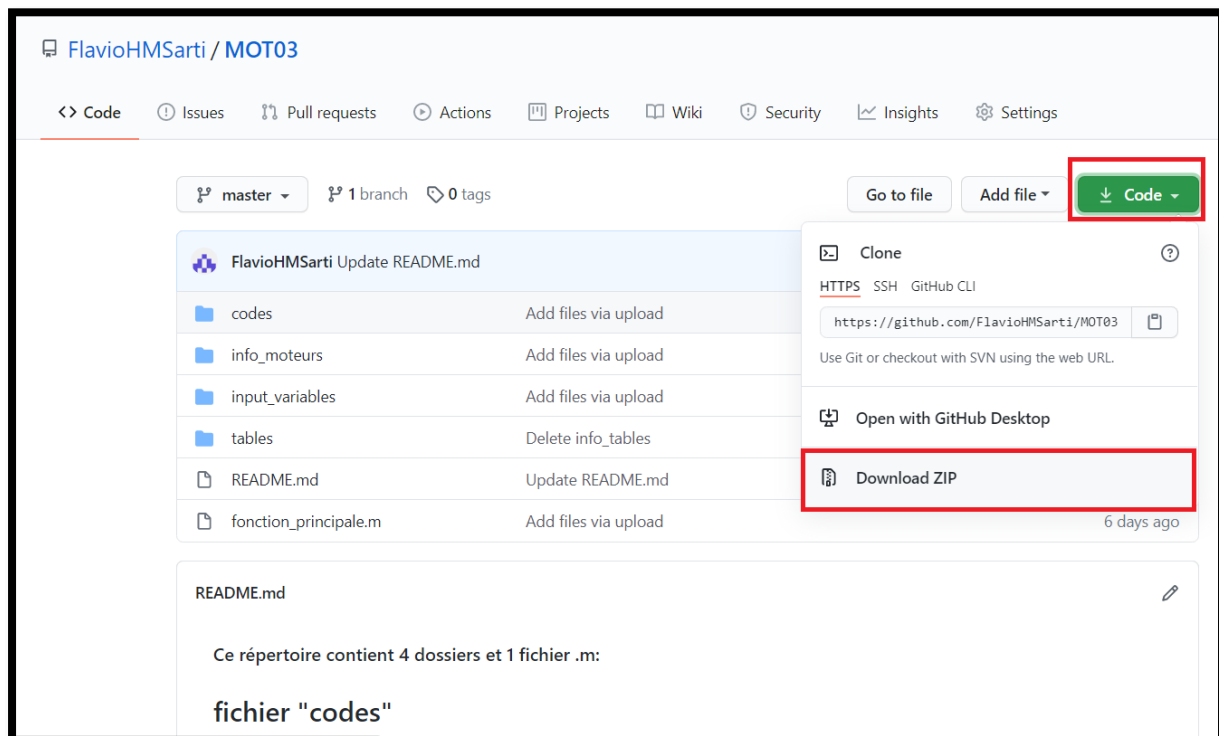 FlavioHMSarti / MOT03
Code Issues Pull requests Actions Projects Wiki Security Insights Settings
master 1 branch 0 tags Go to file Add file Code
FlavioHMSarti Update README.md
codes Add files via upload
info_moteurs Add files via upload
input_variables Add files via upload
tables Delete info_tables
README.md Update README.md
fonction_principale.m Add files via upload 6 days ago
Clone
HTTPS SSH GitHub CLI
https://github.com/FlavioHMSarti/MOT03
Use Git or checkout with SVN using the web URL.
Open with GitHub Desktop
Download ZIP
README.md
Ce répertoire contient 4 dossiers et 1 fichier .m:
fichier "codes"